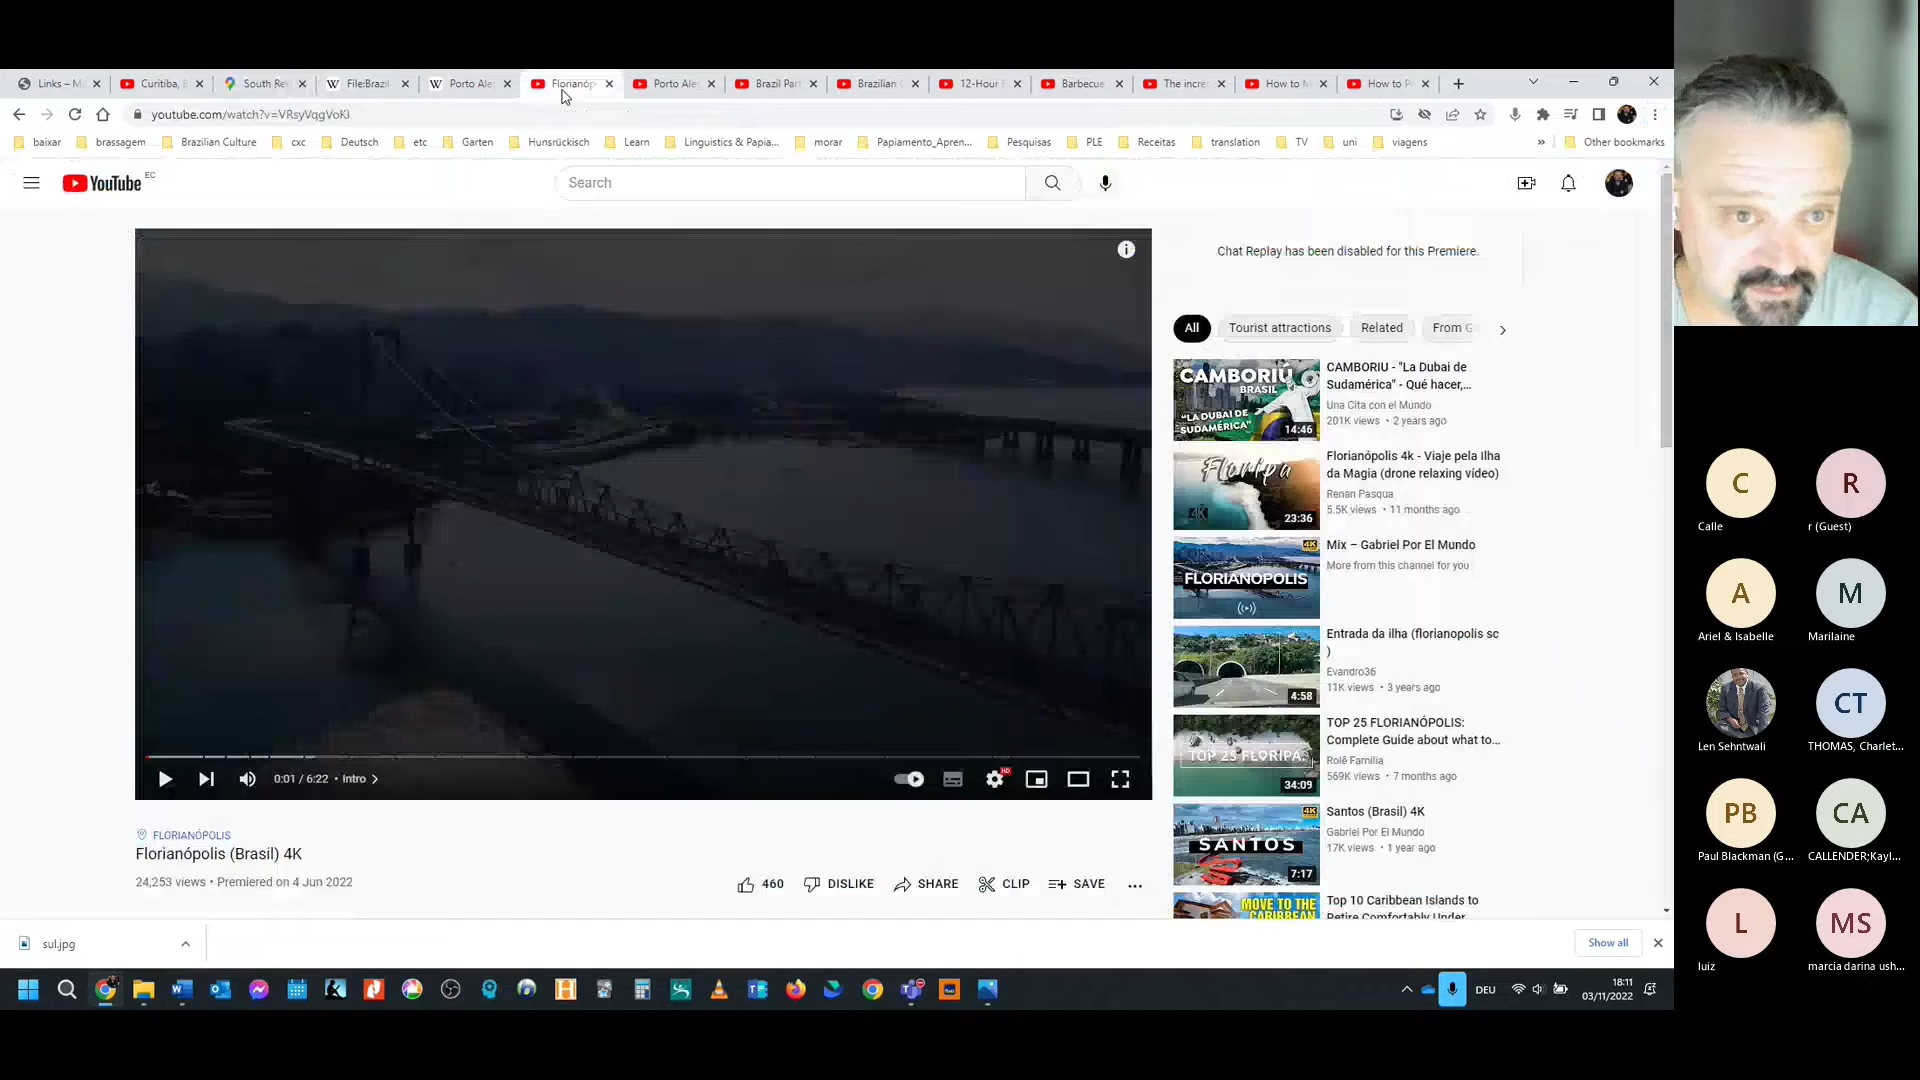 Links – M
Curitiba, B
South Re
File:Brazil
Porto Ale
Florianóp
Porto Ale
Brazil Par
Brazilian
12-Hour
Barbecue
The incre
How to M
How to P
youtube.com/watch?v=VRsyVqgVoKI
baixar
brassagem
Brazilian Culture
cxc
Deutsch
etc
Garten
Hunsrückisch
Learn
Linguistics & Papia...
morar
Papiamento_Apren...
Pesquisas
PLE
Receitas
translation
TV
uni
viagens
»
Other bookmarks
YouTube EC
Search
Chat Replay has been disabled for this Premiere.
All
Tourist attractions
Related
From G
CAMBORIÚ
BRASIL
"LA DUBAI DE
SUDAMÉRICA"
14:46
CAMBORIU - "La Dubai de
Sudamérica" - Qué hacer,...
Una Cita con el Mundo
201K views • 2 years ago
Floripa
4K
23:36
Florianópolis 4k - Viaje pela Ilha
da Magia (drone relaxing vídeo)
Renan Pasqua
5.5K views • 11 months ago
4K
FLORIANOPOLIS
Mix – Gabriel Por El Mundo
More from this channel for you
4:58
Entrada da ilha (florianopolis sc
)
Evandro36
11K views • 3 years ago
TOP 25 FLORIPA
34:09
TOP 25 FLORIANÓPOLIS:
Complete Guide about what to...
Rolê Família
569K views • 7 months ago
4K
SANTOS
7:17
Santos (Brasil) 4K
Gabriel Por El Mundo
17K views • 1 year ago
MOVE TO THE
CARIBBEAN
Top 10 Caribbean Islands to
Retire Comfortably Under
0:01 / 6:22 • Intro
HD
FLORIANÓPOLIS
Florianópolis (Brasil) 4K
24,253 views • Premiered on 4 Jun 2022
460
DISLIKE
SHARE
CLIP
SAVE
...
sul.jpg
Show all
DEU
18:11
03/11/2022
C
Calle
R
r (Guest)
A
Ariel & Isabelle
M
Marilaine
Len Sehntwali
CT
THOMAS, Charlet...
PB
Paul Blackman (G...
CA
CALLENDER;Kayl...
L
luiz
MS
marcia darina ush...